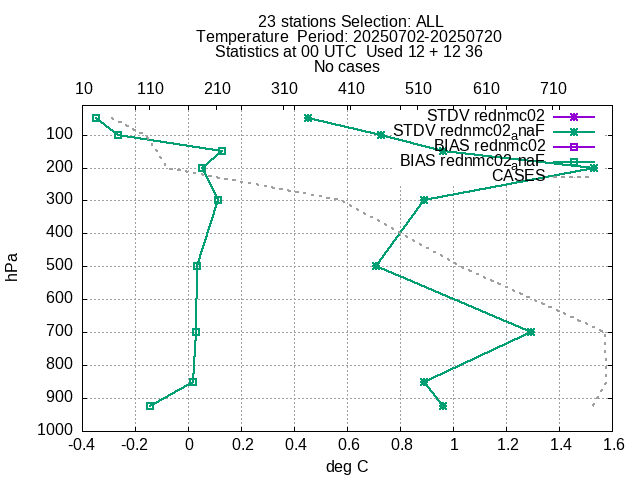 23 stations Selection: ALL
Temperature  Period: 20250702-20250720
Statistics at 00 UTC  Used 12 + 12 36
No cases
10 110 210 310 410 510 610 710
STDV rednmc02
STDV rednmc02anaF
BIAS rednmc02
BIAS rednmc02anaF
CASES
100
200
300
400
500
600
700
800
900
1000
hPa
-0.4 -0.2 0 0.2 0.4 0.6 0.8 1 1.2 1.4 1.6
deg C